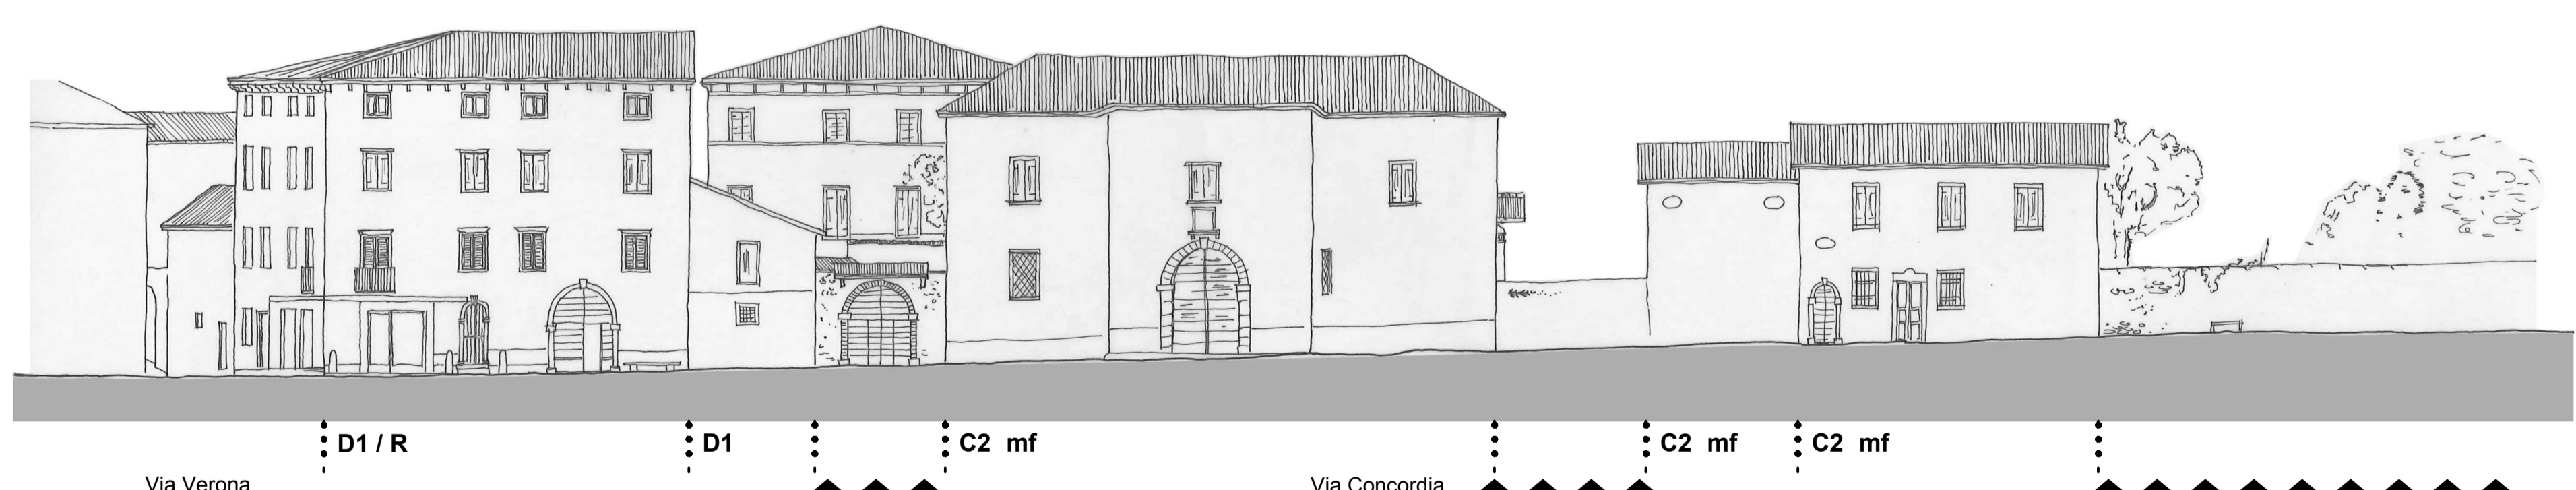 D1 / R D1 C2 mf C2 mf C2 mf
Via Verona Via Concordia